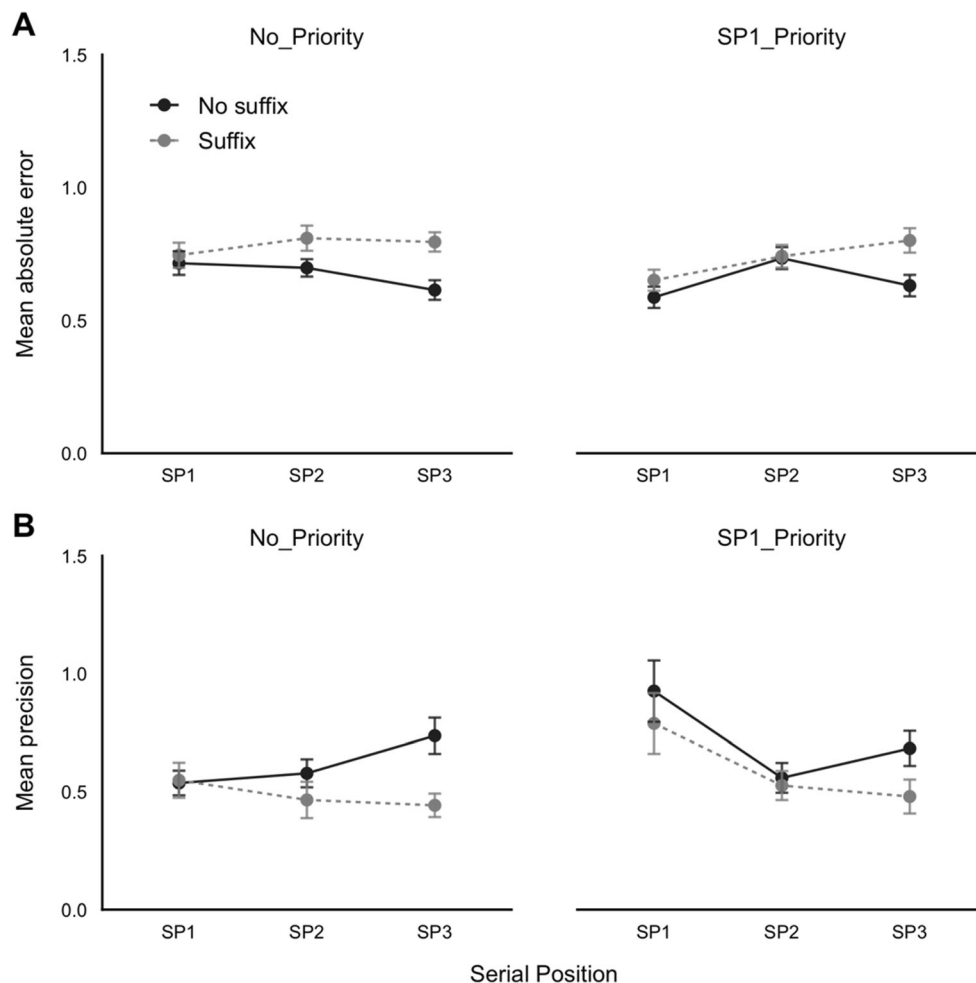 A
No_Priority
SP1_Priority
1.5
No suffix
Suffix
1.0
Mean absolute error
0.5
0.0
SP1
SP2
SP3
SP1
SP2
SP3
B
No_Priority
SP1_Priority
1.5
1.0
Mean precision
0.5
0.0
SP1
SP2
SP3
SP1
SP2
SP3
Serial Position